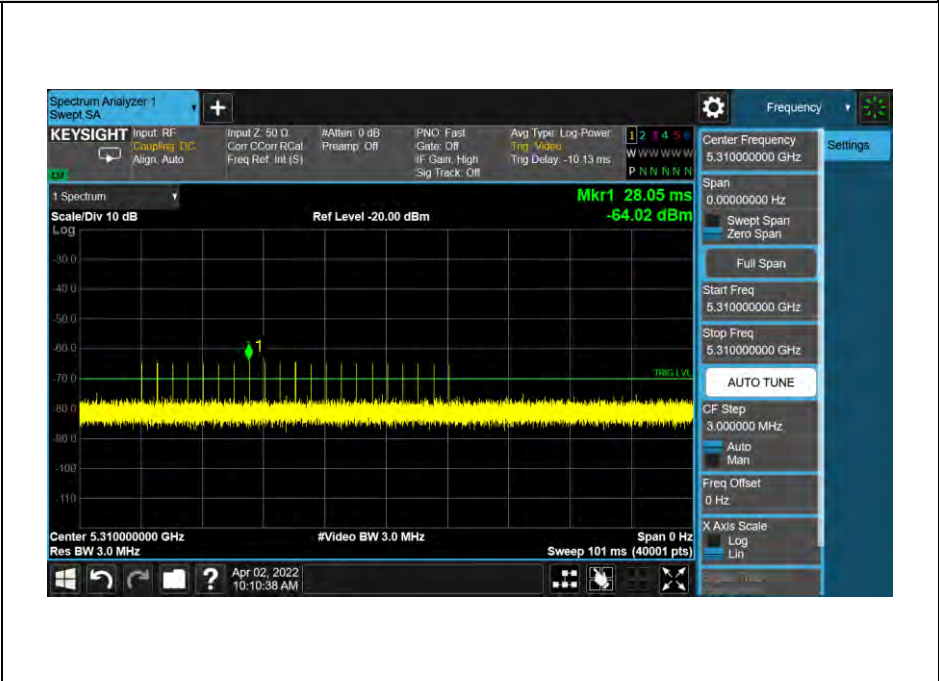 Spectrum Analyzer 1
Swept SA
+
Frequency
KEYSIGHT
Input: RF
Coupling: DC
Align: Auto
Input Z: 50 Ω
Corr CCorr RCal
Freq Ref: Int (S)
#Atten: 0 dB
Preamp: Off
PNO: Fast
Gate: Off
IF Gain: High
Sig Track: Off
Avg Type: Log-Power
Trig: Video
Trig Delay: -10.13 ms
1 2 3 4 5 6
W W W W W W
P N N N N N
1 Spectrum
Mkr1 28.05 ms
Scale/Div 10 dB
Ref Level -20.00 dBm
-64.02 dBm
Log
-30.0
-40.0
-50.0
-60.0
-70.0
-80.0
-90.0
-100
-110
1
TRIG LVL
Center 5.310000000 GHz
#Video BW 3.0 MHz
Span 0 Hz
Res BW 3.0 MHz
Sweep 101 ms (40001 pts)
Center Frequency
5.310000000 GHz
Settings
Span
0.00000000 Hz
Swept Span
Zero Span
Full Span
Start Freq
5.310000000 GHz
Stop Freq
5.310000000 GHz
AUTO TUNE
CF Step
3.000000 MHz
Auto
Man
Freq Offset
0 Hz
X Axis Scale
Log
Lin
?
Apr 02, 2022
10:10:38 AM